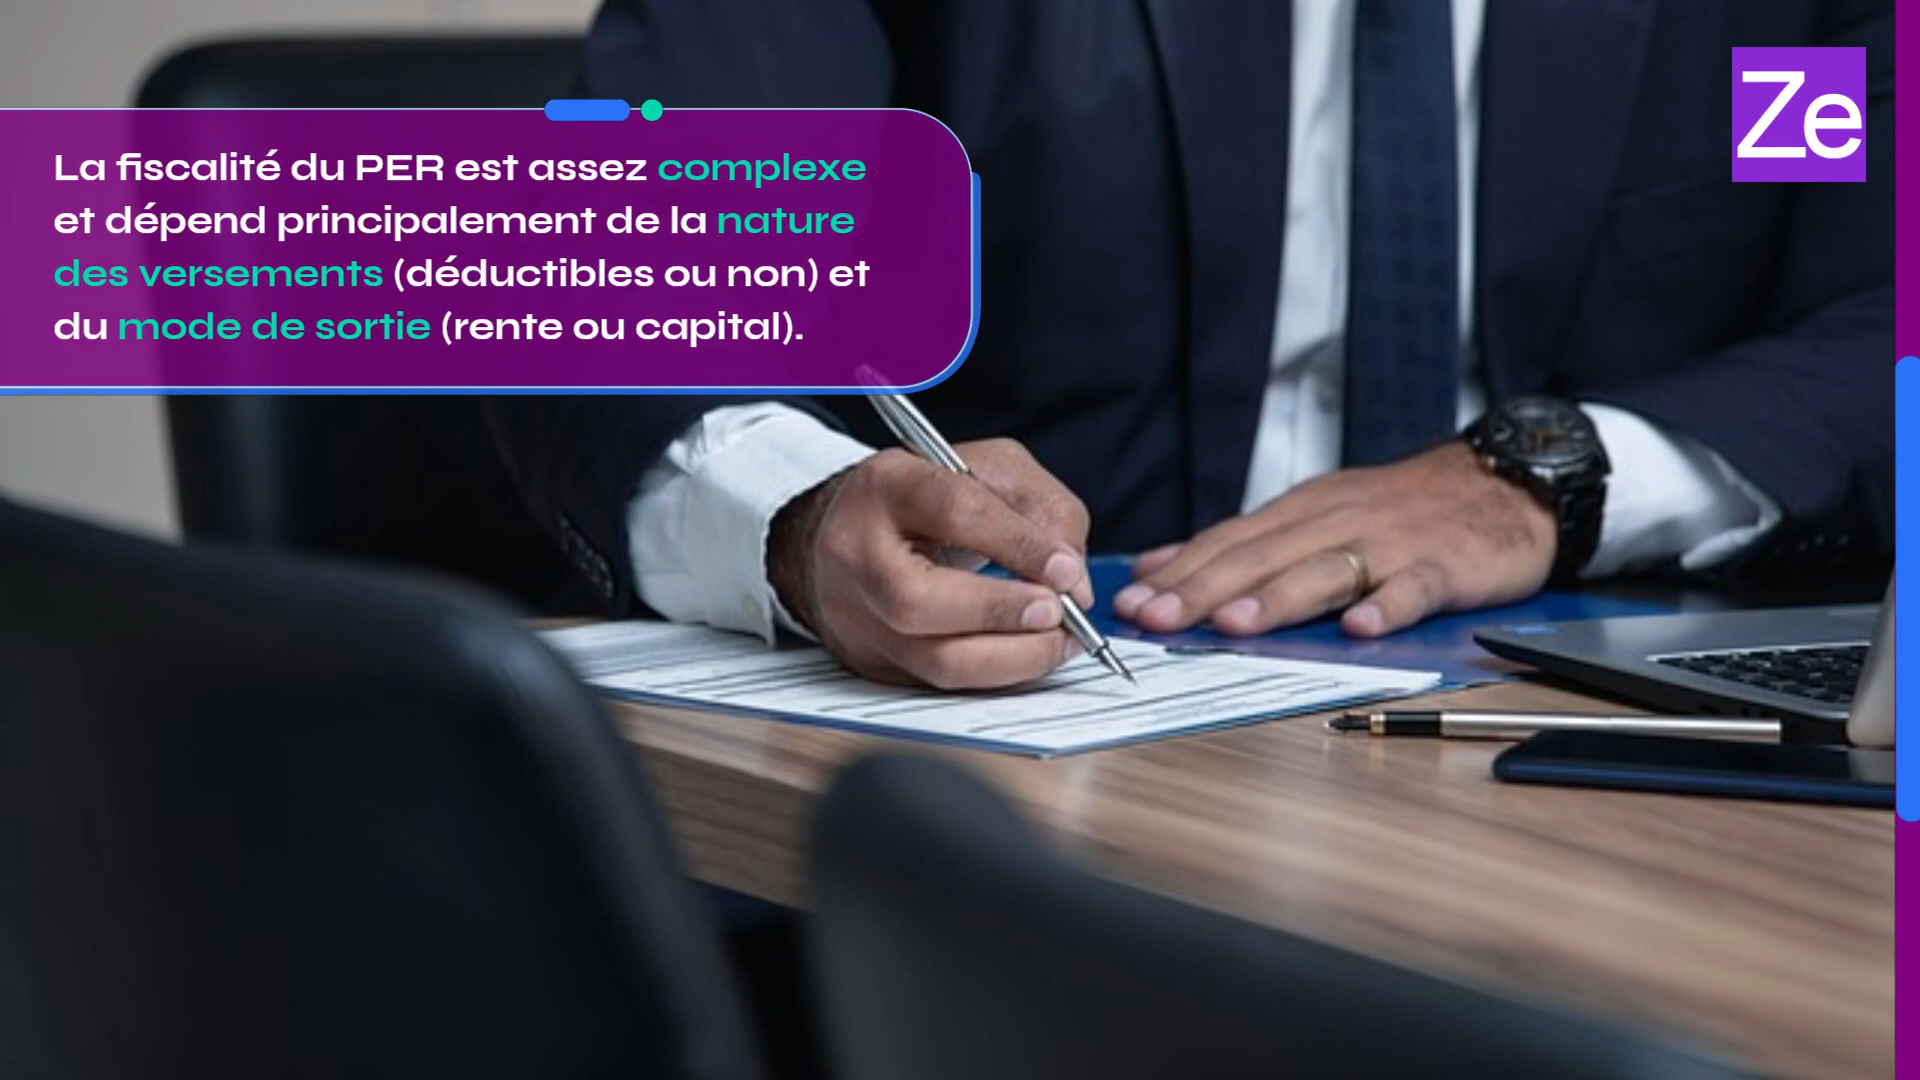 La fiscalité du PER est assez complexe
et dépend principalement de la nature
des versements (déductibles ou non) et
du mode de sortie (rente ou capital).
Ze